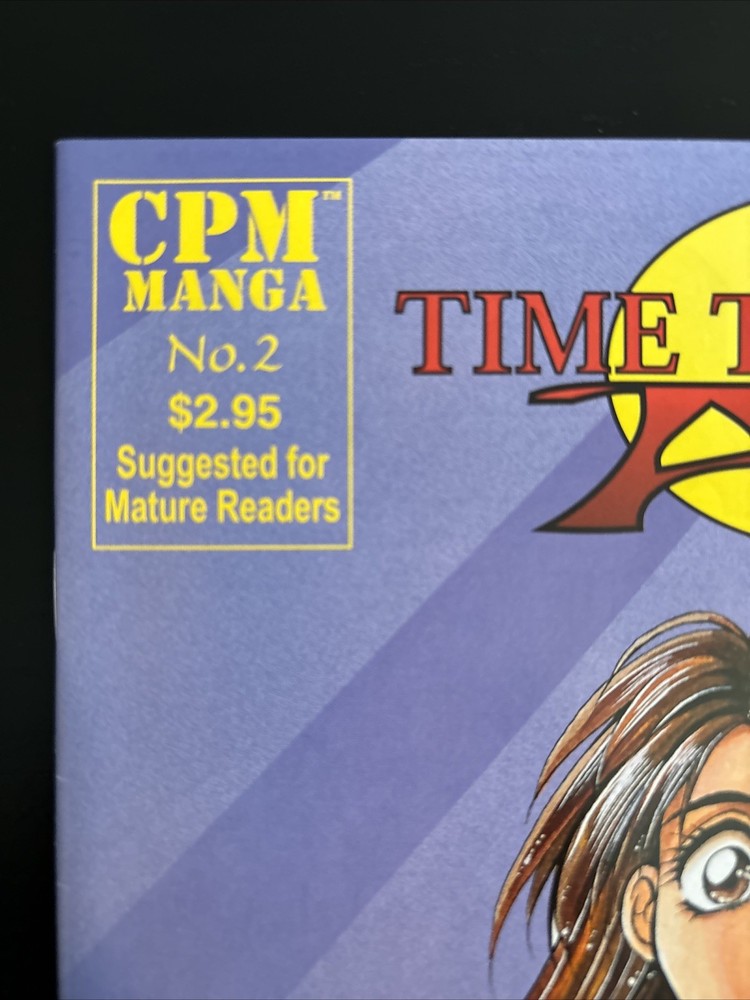 CPM™
MANGA
No.2
$2.95
Suggested for
Mature Readers
TIME T
A